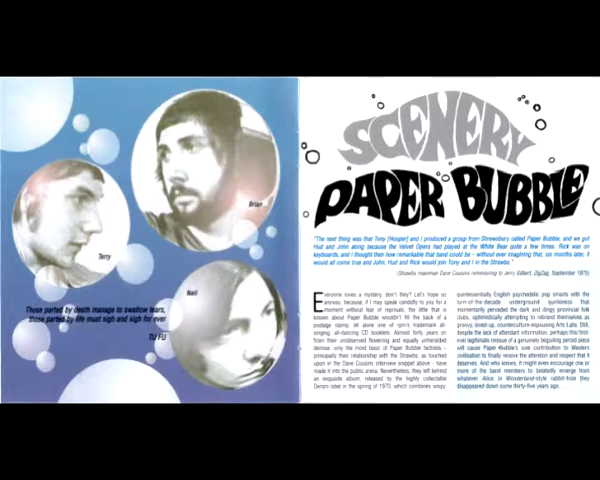 Brian
Terry
Neil
Those parted by death manage to swallow tears,
those parted by life must sigh and sigh for ever
TU FU
SCENERY
PAPER BUBBLE
"The next thing was that Tony [Hooper] and I produced a group from Shrewsbury called Paper Bubble, and we got
Hud and John along because the Velvet Opera had played at the White Bear quite a few times. Rick was on
keyboards, and I thought then how remarkable that band could be - without ever imagining that, six months later, it
would all come true and John, Hud and Rick would join Tony and I in the Strawbs."
(Strawbs mainman Dave Cousins reminiscing to Jerry Gilbert, ZigZag, September 1975)
Everyone loves a mystery, don't they? Let's hope so
anyway, because, if I may speak candidly to you for a
moment without fear of reprisals, the little that is
known about Paper Bubble wouldn't fill the back of a
postage stamp, let alone one of rpm's trademark all-
singing, all-dancing CD booklets. Almost forty years on
from their unobserved flowering and equally unheralded
demise, only the most basic of Paper Bubble factoids -
principally their relationship with the Strawbs, as touched
upon in the Dave Cousins interview snippet above - have
made it into the public arena. Nevertheless, they left behind
an exquisite album, released by the highly collectable
Deram label in the spring of 1970, which combines wispy,
quintessentially English psychedelic pop smarts with the
turn-of-the-decade underground quirkiness that
momentarily pervaded the dark and dingy provincial folk
clubs, optimistically attempting to rebrand themselves as
groovy, loved-up, counterculture-espousing Arts Labs. Still,
despite the lack of attendant information, perhaps this first
ever legitimate reissue of a genuinely beguiling period piece
will cause Paper Bubble's sole contribution to Western
civilisation to finally receive the attention and respect that it
deserves. And who knows, it might even encourage one or
more of the band members to belatedly emerge from
whatever Alice in Wonderland-style rabbit-hole they
disappeared down some thirty-five years ago...